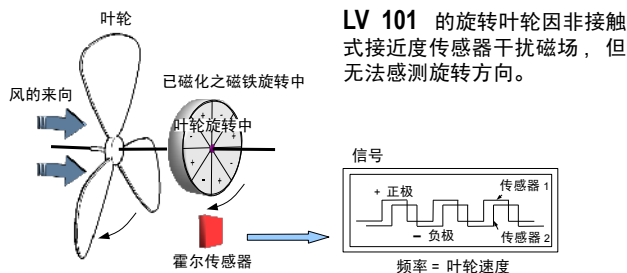 叶轮
LV 101 的旋转叶轮因非接触
式接近度传感器干扰磁场，但
无法感测旋转方向。
已磁化之磁铁旋转中
风的来向
叶轮旋转中
信号
+ 正极
传感器 1
- 负极
传感器 2
霍尔传感器
频率 = 叶轮速度